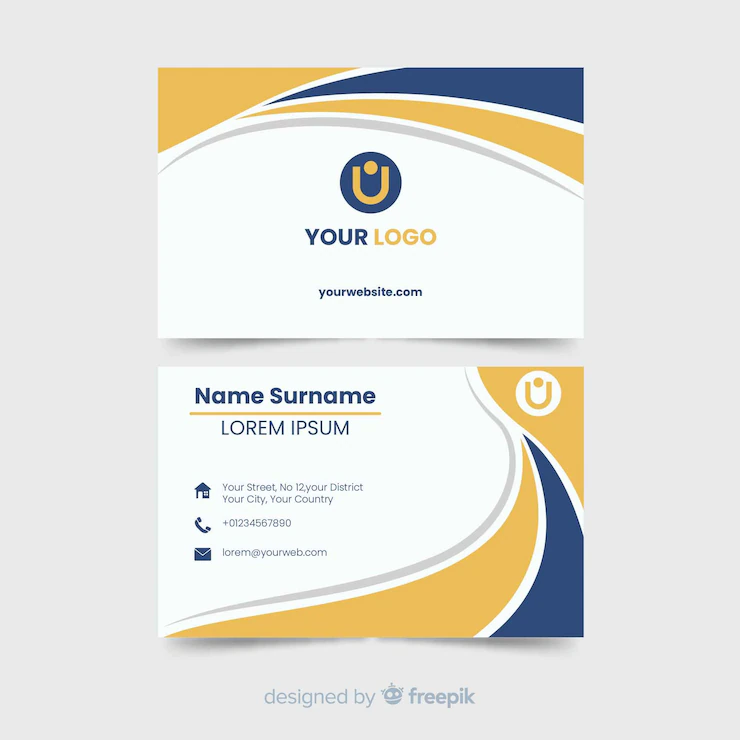 YOUR LOGO
yourwebsite.com
Name Surname
LOREM IPSUM
Your Street, No 12,your District
Your City, Your Country
+01234567890
lorem@yourweb.com
designed by freepik